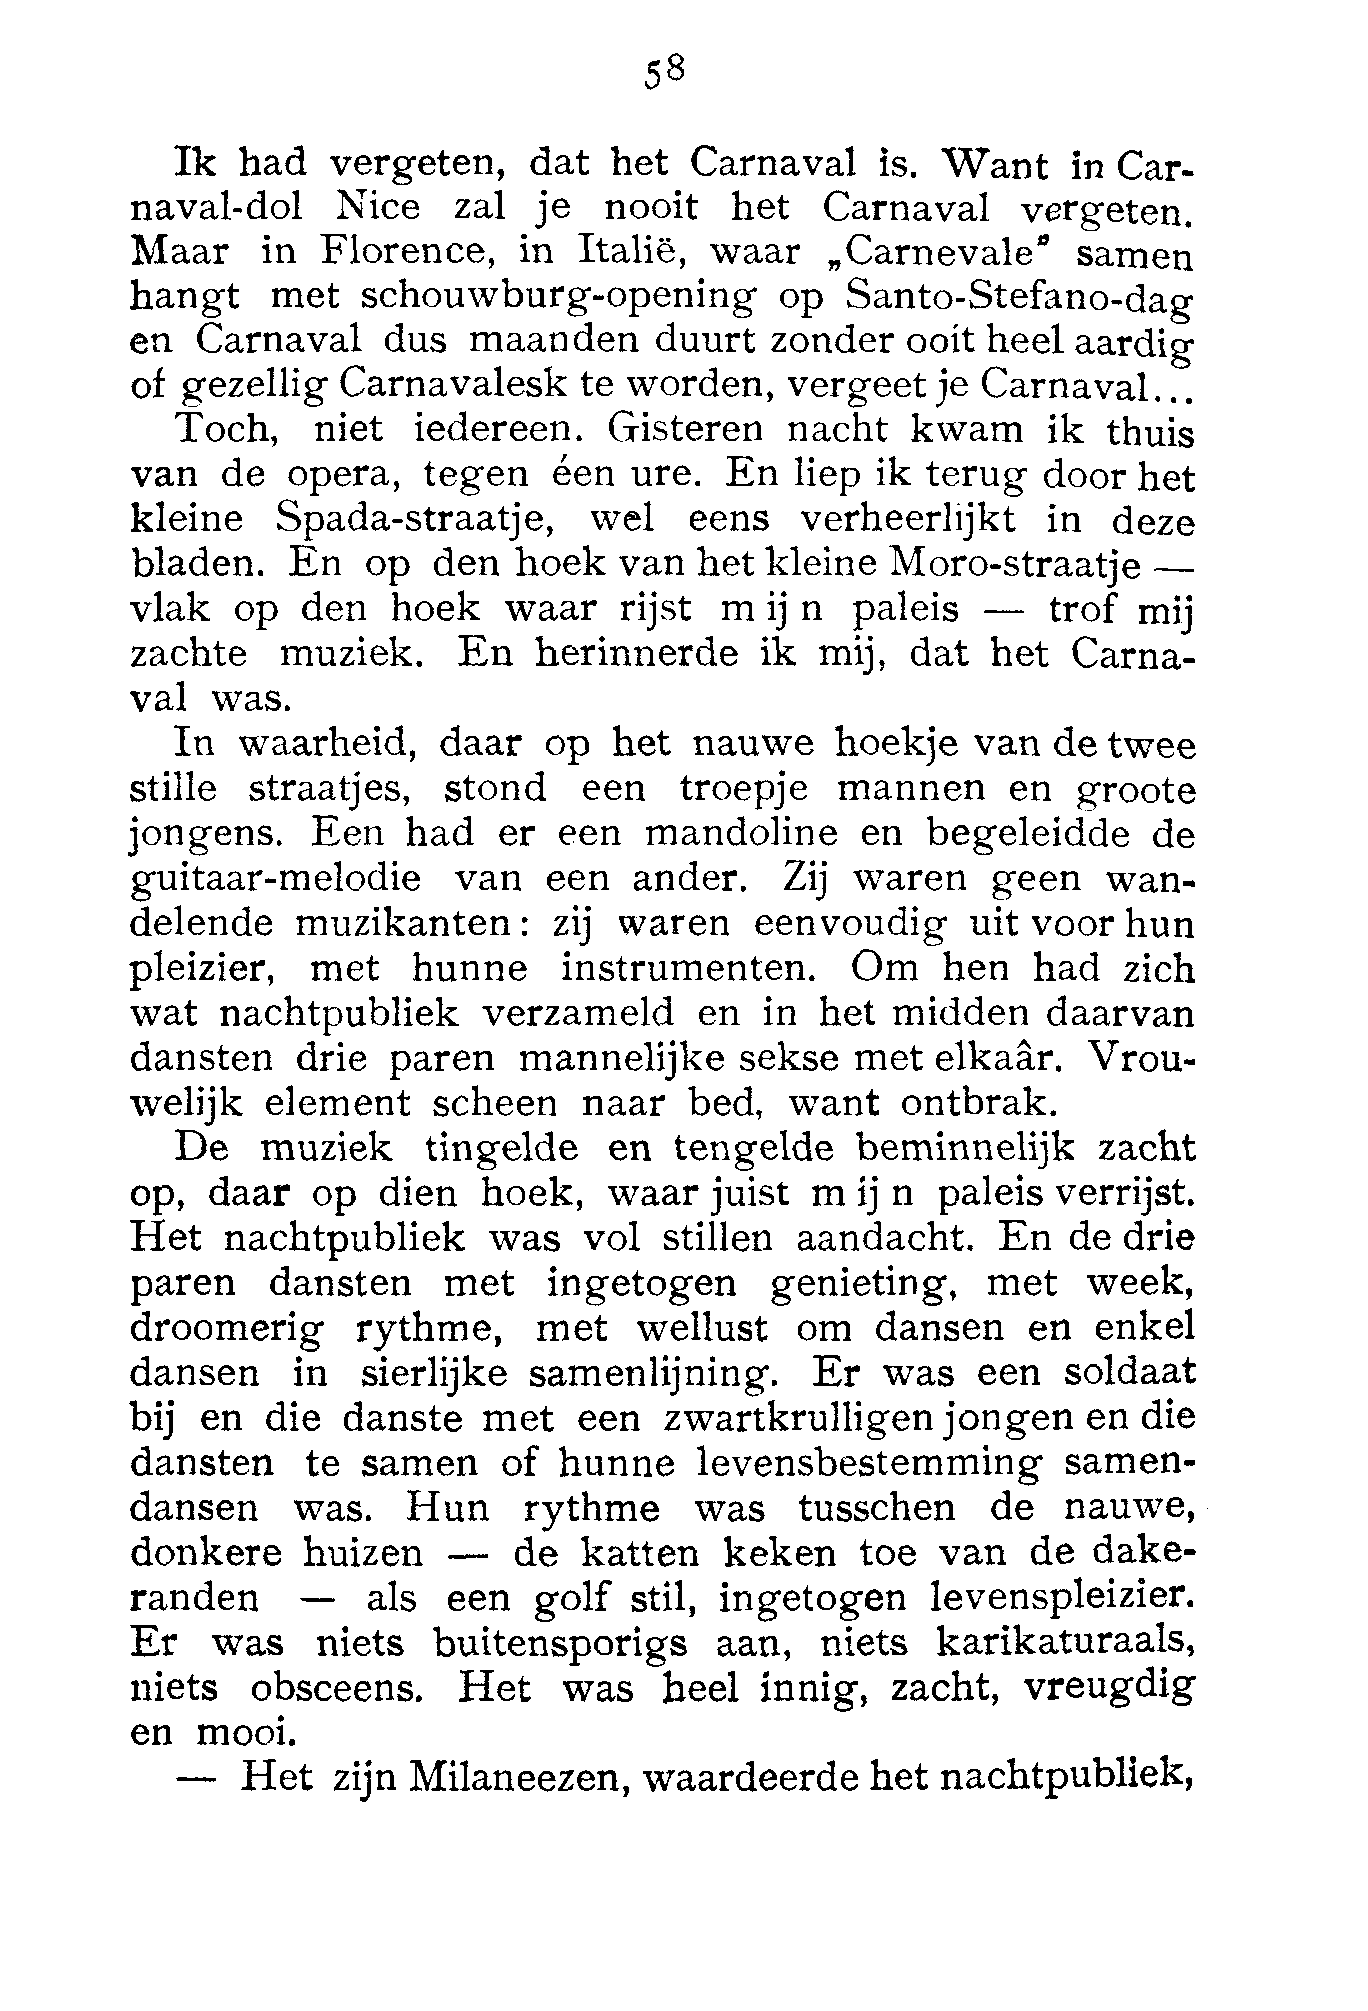 58
Ik had vergeten, dat het Carnaval is. Want in Car-
naval-dol Nice zal je nooit het Carnaval vergeten.
Maar in Florence, in Italië, waar „Carnevale" samen
hangt met schouwburg-opening op Santo-Stefano-dag
en Carnaval dus maanden duurt zonder ooit heel aardig
of gezellig Carnavalesk te worden, vergeet je Carnaval...
Toch, niet iedereen. Gisteren nacht kwam ik thuis
van de opera, tegen éen ure. En liep ik terug door het
kleine Spada-straatje, wel eens verheerlijkt in deze
bladen. En op den hoek van het kleine Moro-straatje —
vlak op den hoek waar rijst m ij n paleis — trof mij
zachte muziek. En herinnerde ik mij, dat het Carna-
val was.
In waarheid, daar op het nauwe hoekje van de twee
stille straatjes, stond een troepje mannen en groote
jongens. Een had er een mandoline en begeleidde de
guitaar-melodie van een ander. Zij waren geen wan-
delende muzikanten: zij waren eenvoudig uit voor hun
pleizier, met hunne instrumenten. Om hen had zich
wat nachtpubliek verzameld en in het midden daarvan
dansten drie paren mannelijke sekse met elkaâr. Vrou-
welijk element scheen naar bed, want ontbrak.
De muziek tingelde en tengelde beminnelijk zacht
op, daar op dien hoek, waar juist m ij n paleis verrijst.
Het nachtpubliek was vol stillen aandacht. En de drie
paren dansten met ingetogen genieting, met week,
droomerig rythme, met wellust om dansen en enkel
dansen in sierlijke samenlijning. Er was een soldaat
bij en die danste met een zwartkrulligen jongen en die
dansten te samen of hunne levensbestemming samen-
dansen was. Hun rythme was tusschen de nauwe,
donkere huizen — de katten keken toe van de dake-
randen — als een golf stil, ingetogen levenspleizier.
Er was niets buitensporigs aan, niets karikaturaals,
niets obsceens. Het was heel innig, zacht, vreugdig
en mooi.
— Het zijn Milaneezen, waardeerde het nachtpubliek,